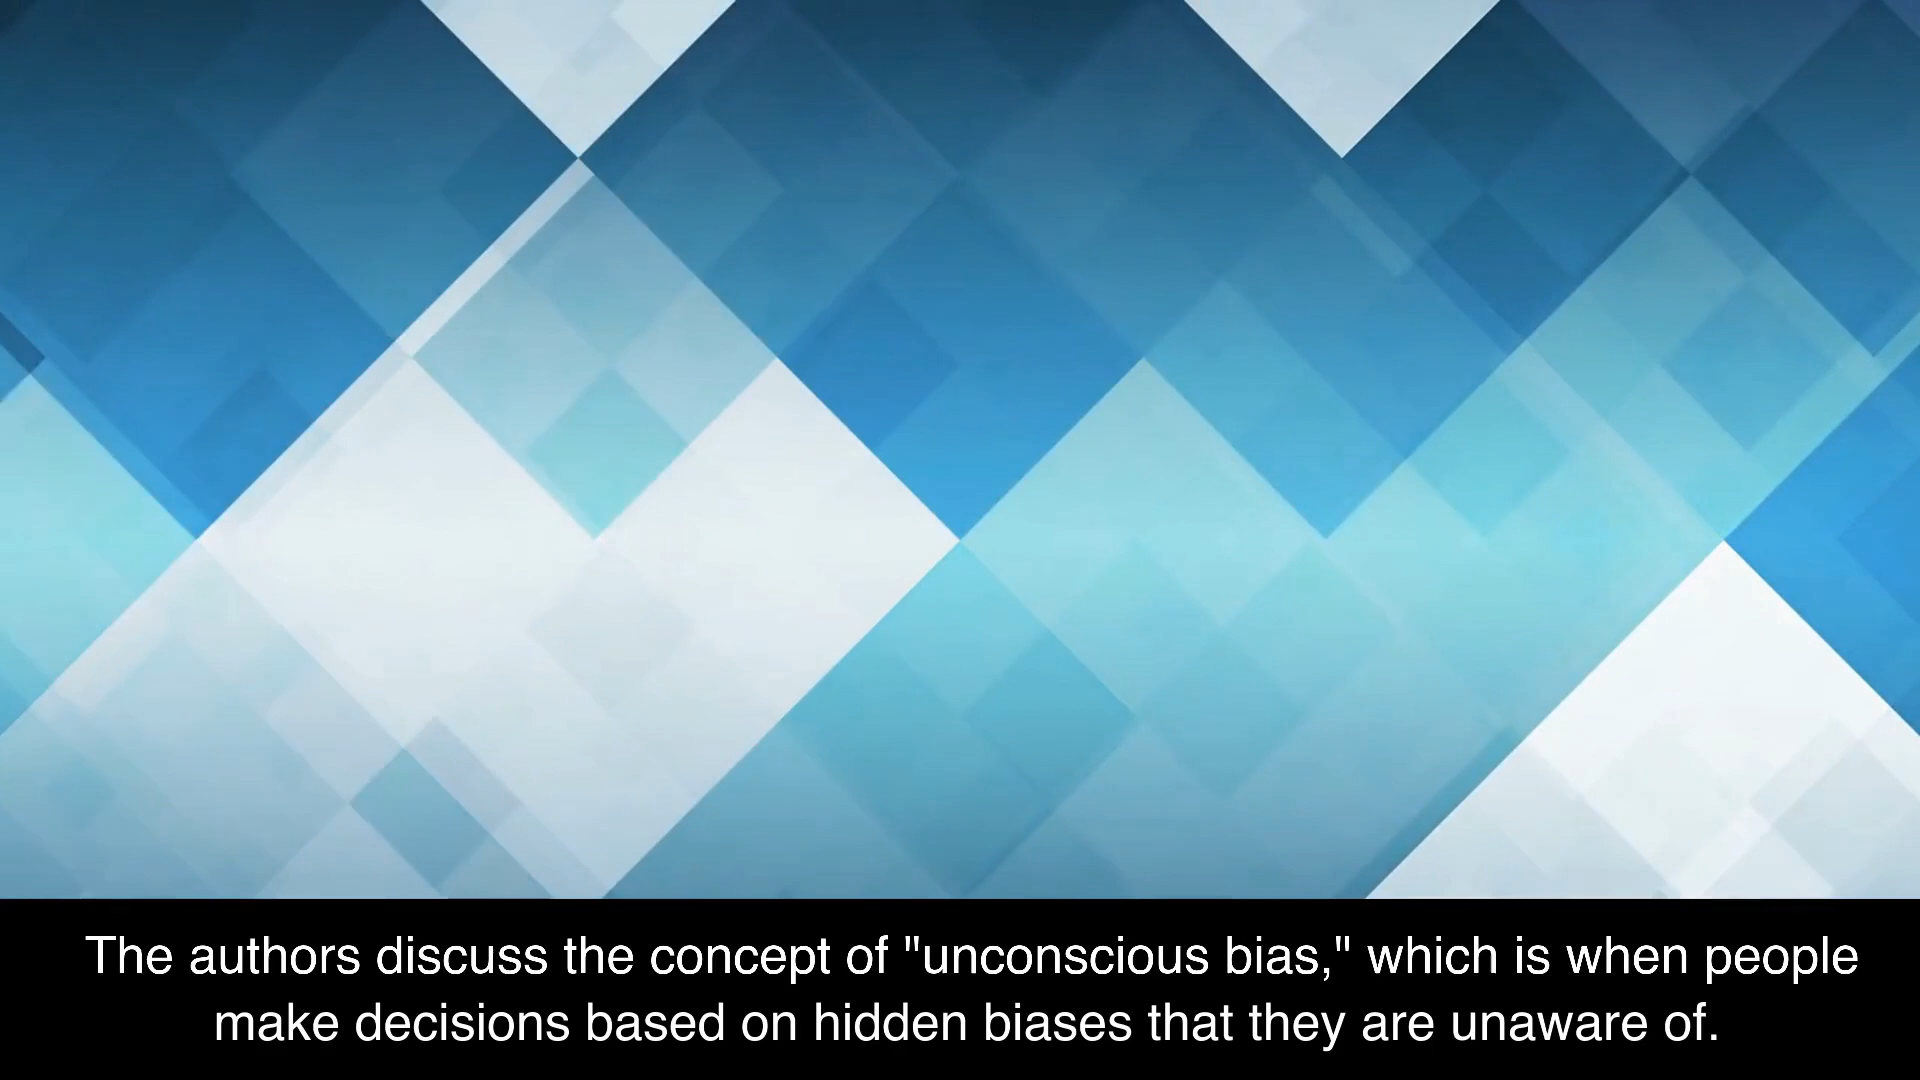 The authors discuss the concept of "unconscious bias," which is when people
make decisions based on hidden biases that they are unaware of.